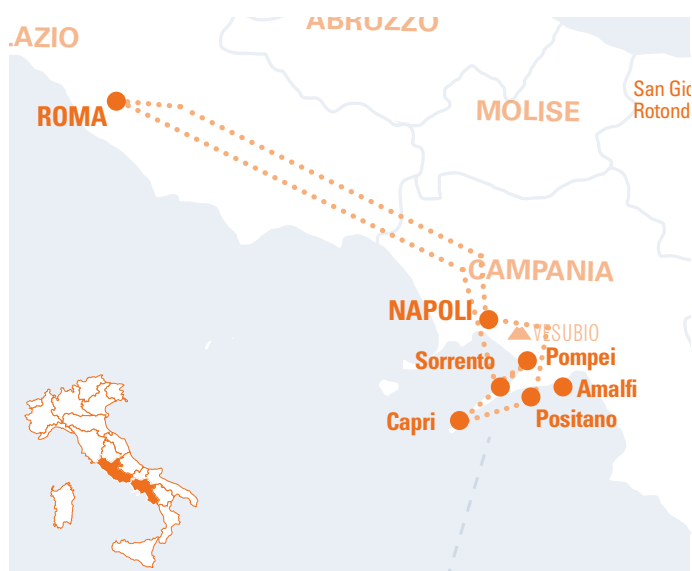 ABRUZZO
.AZIO
San Gio
Rotond
ROMA
MOLISE
CAMPANIA
NAPOLI
VESUBIO
Sorrento
Pompei
Amalfi
Capri
Positano